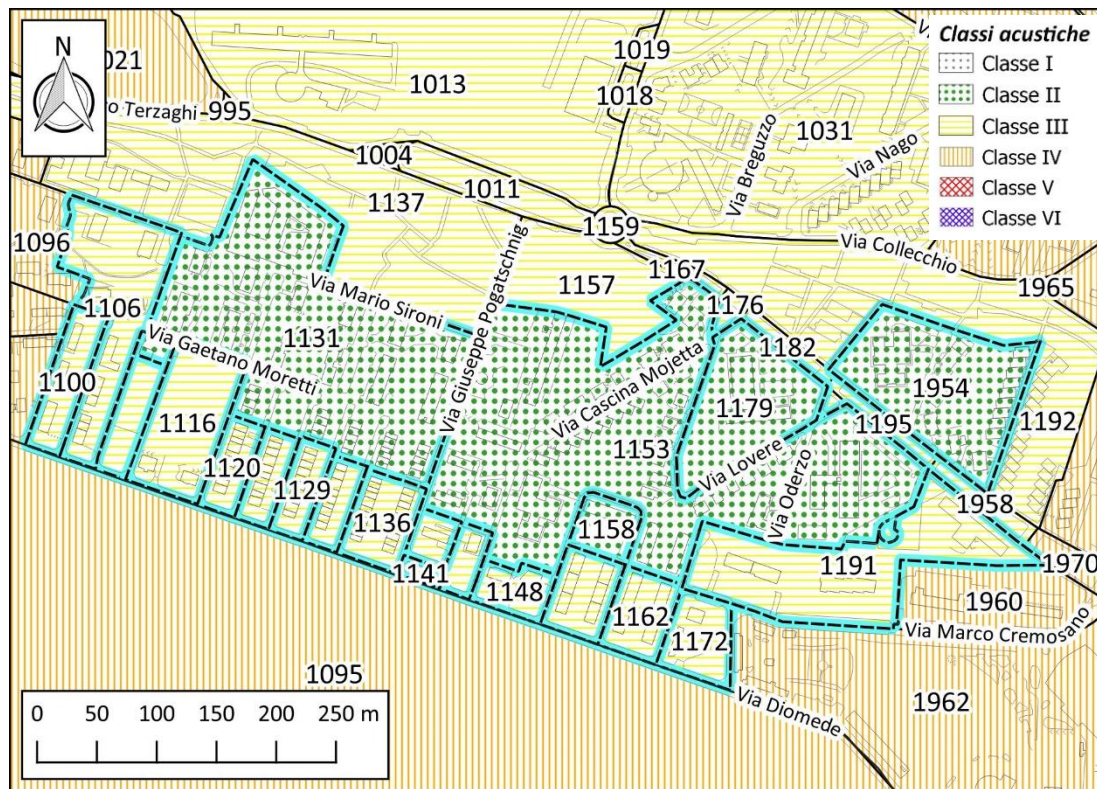 N
Classi acustiche
Classe I
Classe II
Classe III
Classe IV
Classe V
Classe VI
1019
1021
1013
1018
Terzaghi
995
1031
Via Breguzzo
Via Nago
1004
1011
1137
1159
Via Collecchio
1096
1157
1167
1965
1106
Via Mario Sironi
Via Giuseppe Pogatschnig
1176
1131
Via Gaetano Moretti
1182
Via Cascina Mojetta
1100
1954
1179
1116
1195
1192
1153
Via Lovere
Via Oderzo
1120
1129
1958
1136
1158
1141
1191
1970
1148
1960
1162
Via Marco Cremosano
1172
1095
1962
Via Diomede
0 50 100 150 200 250 m